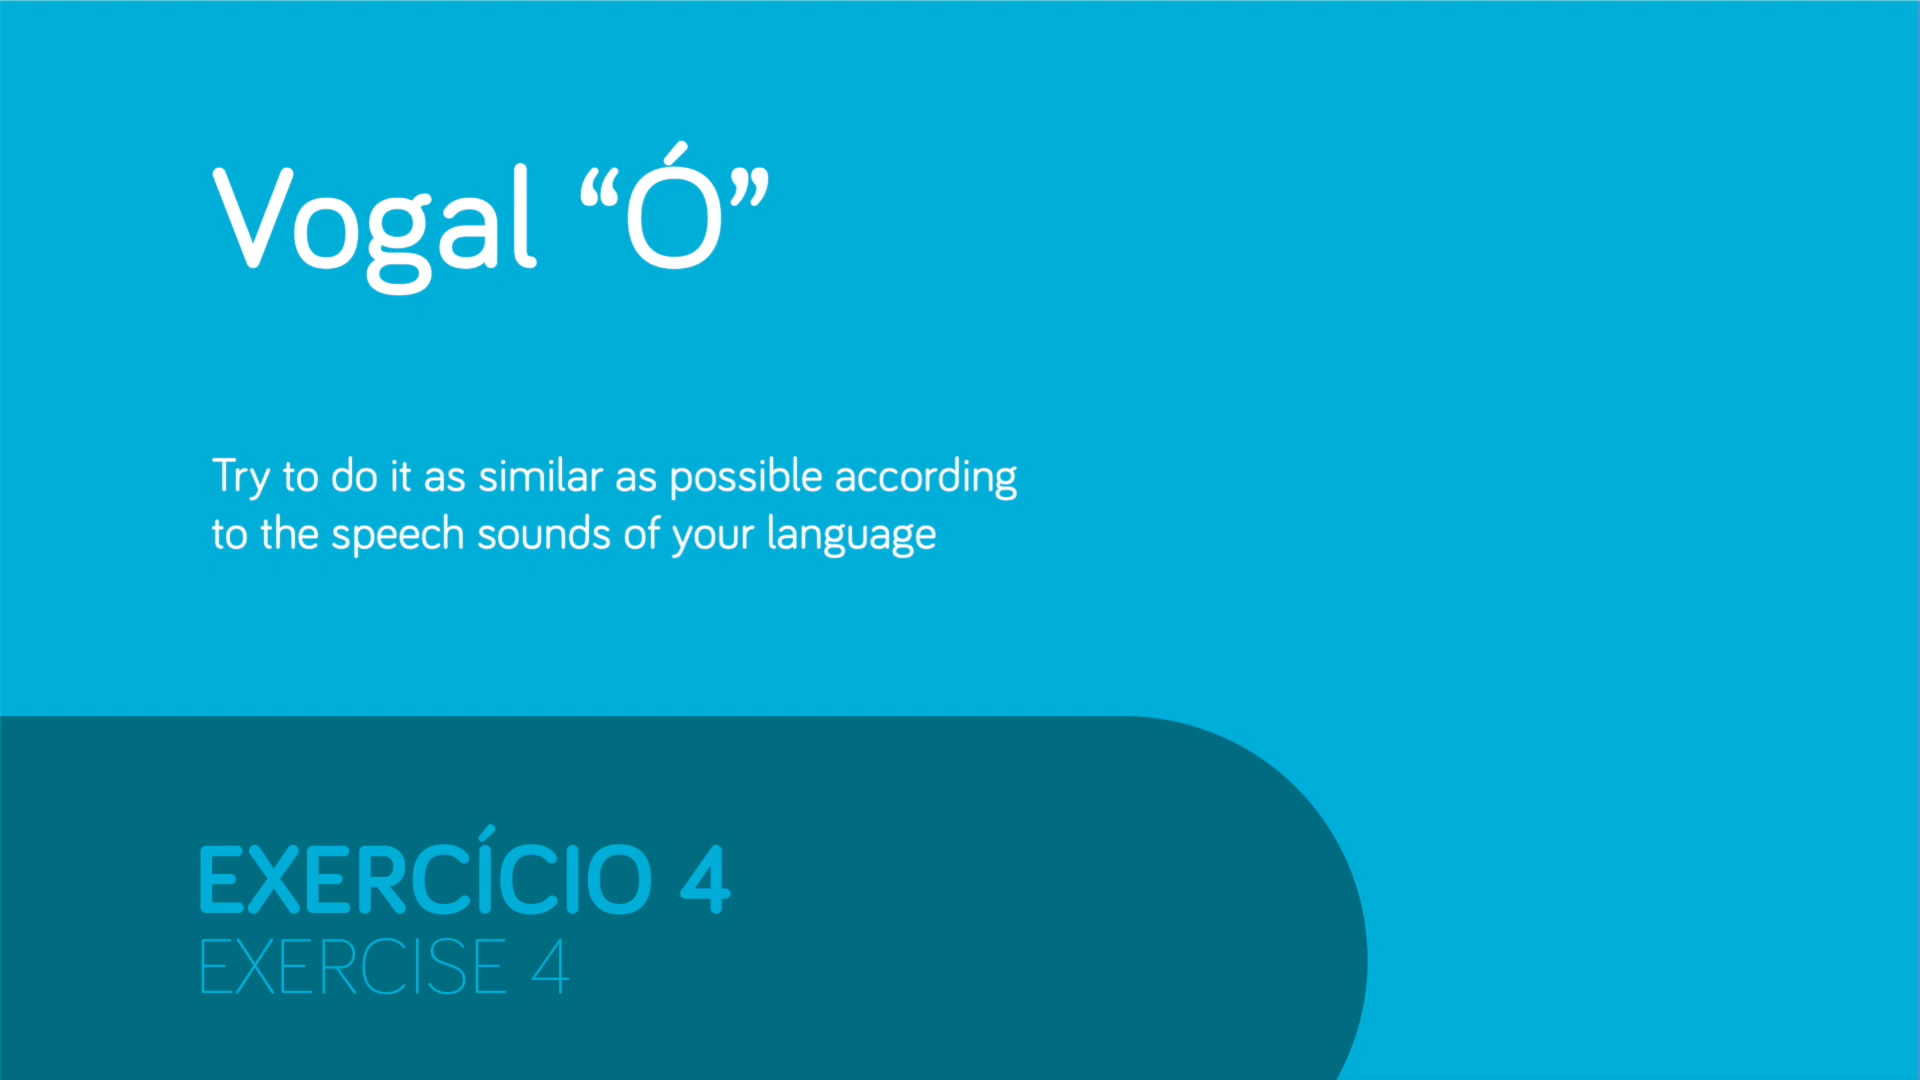 Vogal “Ó”
Try to do it as similar as possible according
to the speech sounds of your language
EXERCÍCIO 4
EXERCISE 4